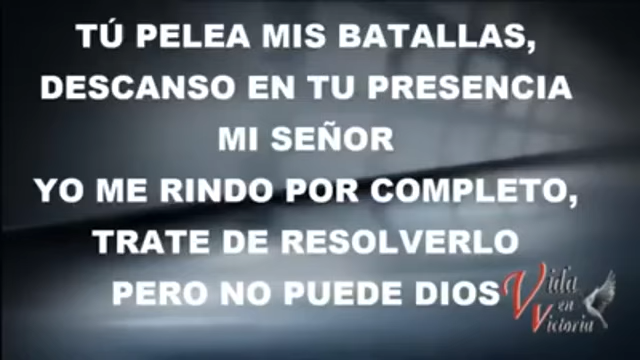 TÚ PELEA MIS BATALLAS,
DESCANSO EN TU PRESENCIA
MI SEÑOR
YO ME RINDO POR COMPLETO,
TRATE DE RESOLVERLO
PERO NO PUEDE DIOS
Vida
en
Victoria